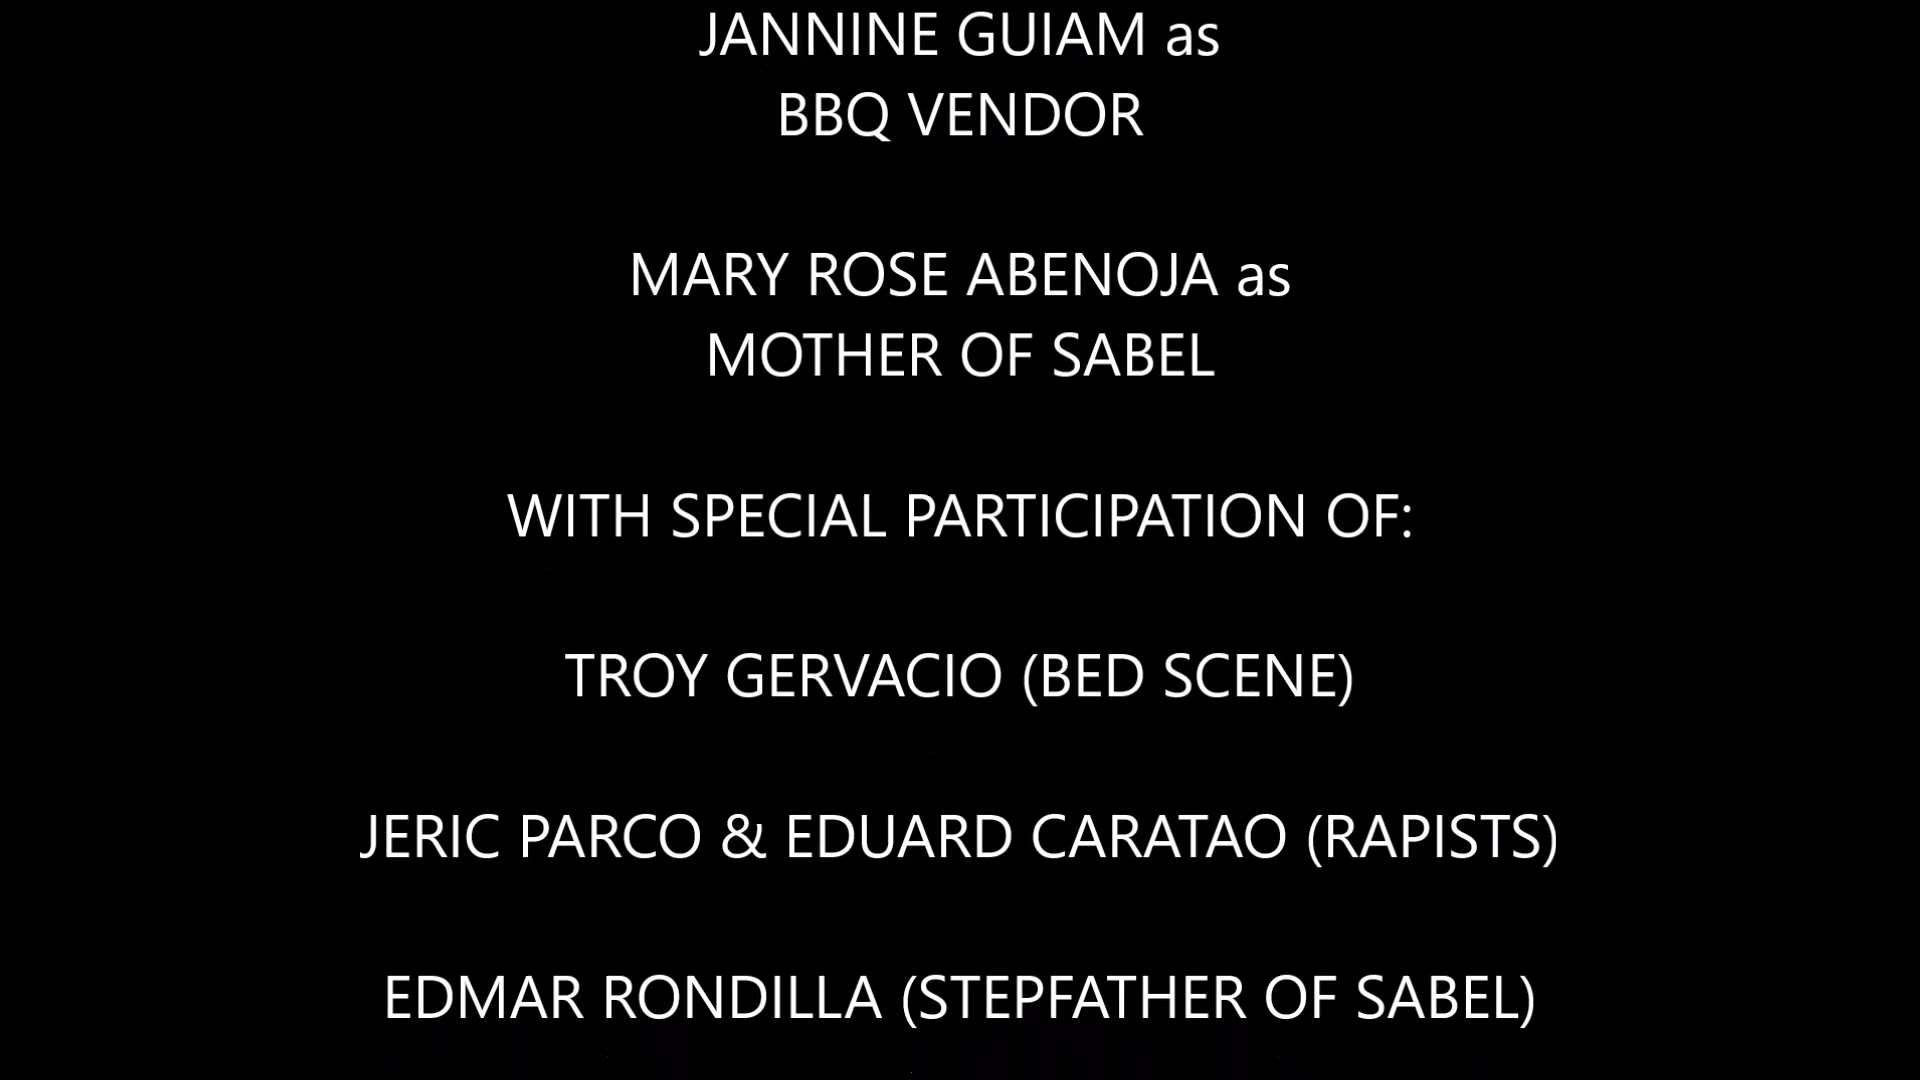 JANNINE GUIAM as
BBQ VENDOR
MARY ROSE ABENOJA as
MOTHER OF SABEL
WITH SPECIAL PARTICIPATION OF:
TROY GERVACIO (BED SCENE)
JERIC PARCO & EDUARD CARATAO (RAPISTS)
EDMAR RONDILLA (STEPFATHER OF SABEL)